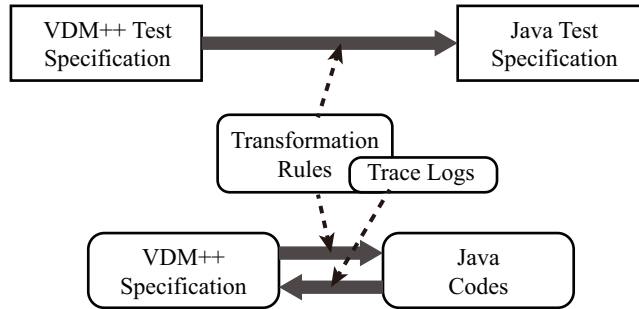 VDM++ Test
Specification
Java Test
Specification
Transformation
Rules
Trace Logs
VDM++
Specification
Java
Codes